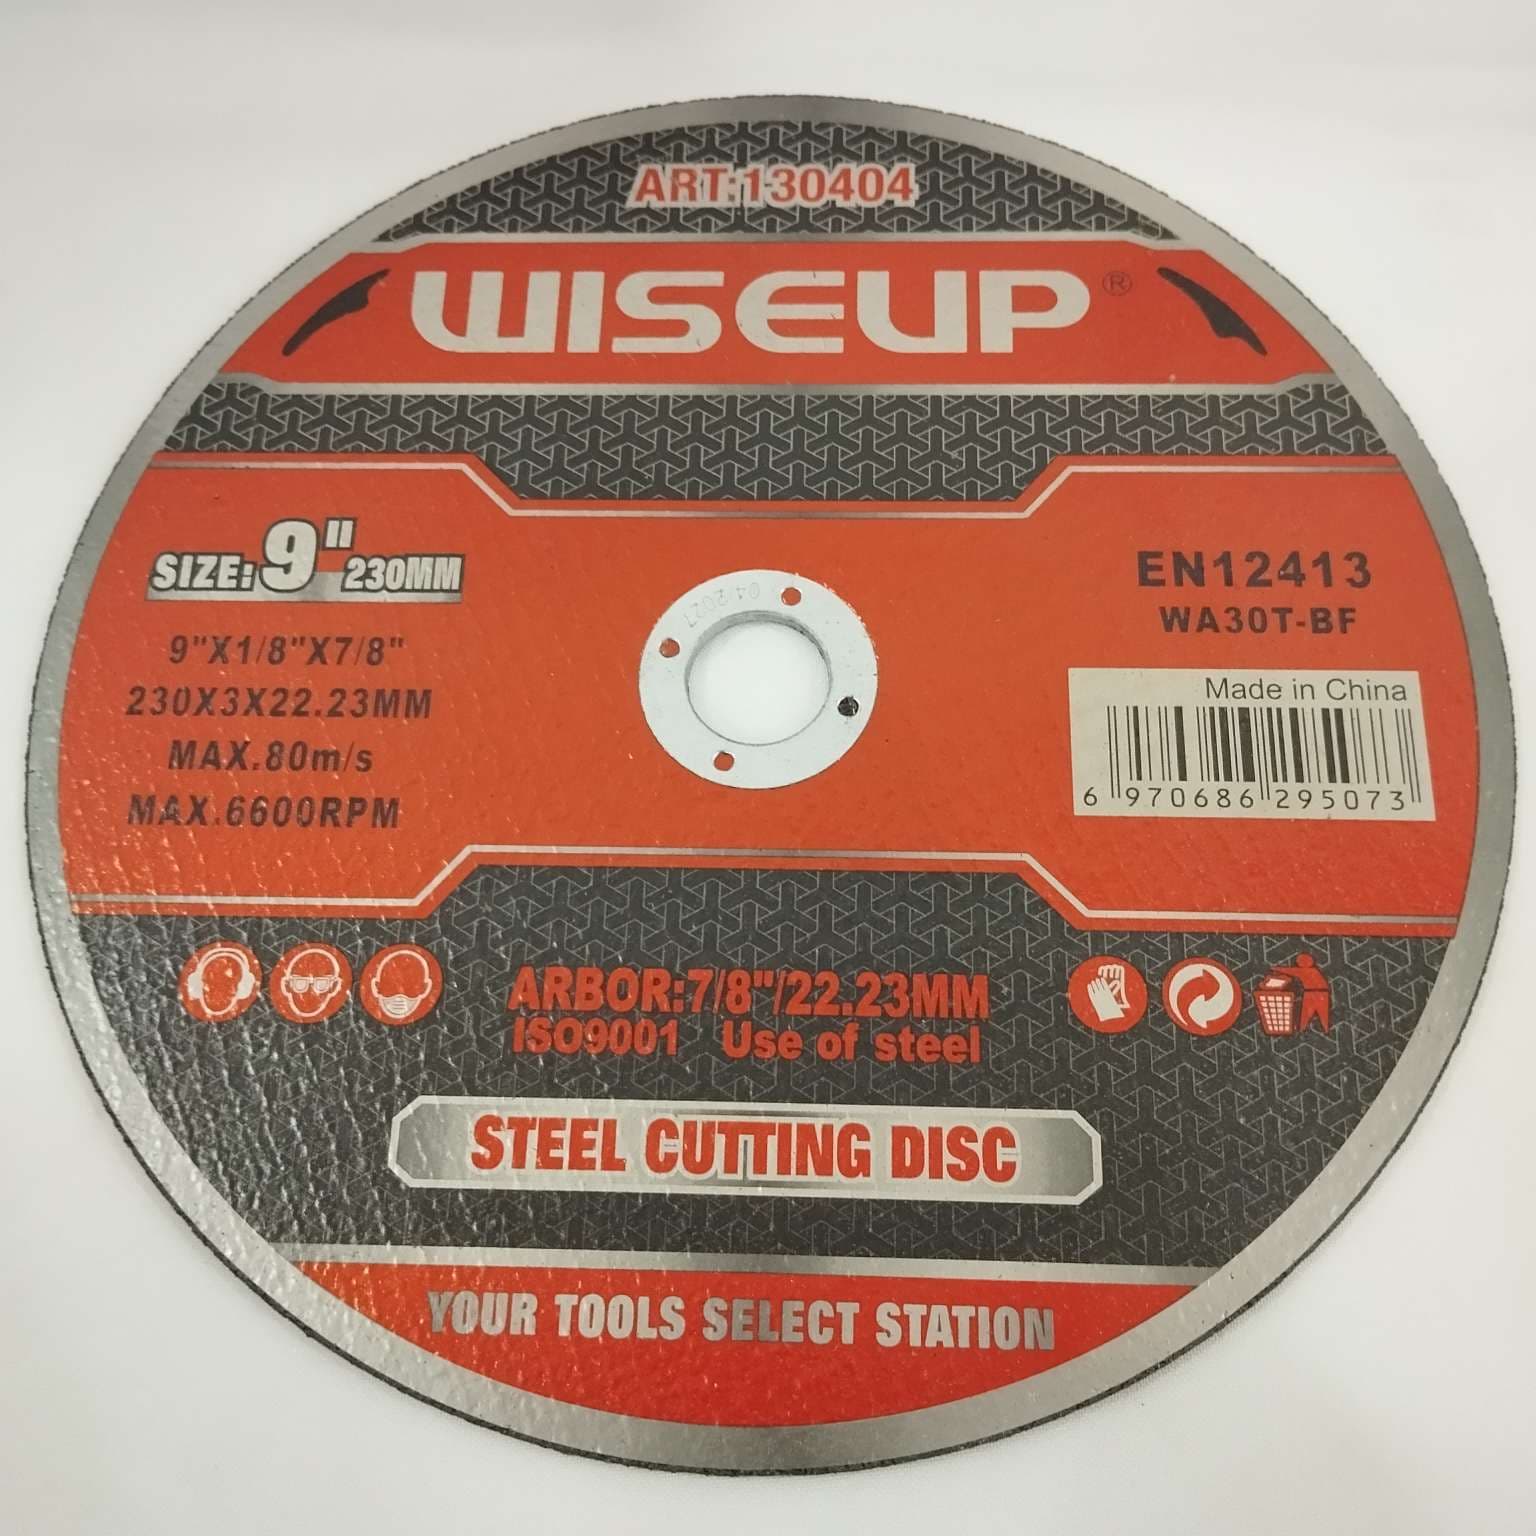 ART:130404
WISEUP®
SIZE: 9" 230MM
9"X1/8"X7/8"
230X3X22.23MM
MAX.80m/s
MAX.6600RPM
04/2027
EN12413
WA30T-BF
Made in China
6 970686 295073
ARBOR:7/8"/22.23MM
ISO9001 Use of steel
STEEL CUTTING DISC
YOUR TOOLS SELECT STATION